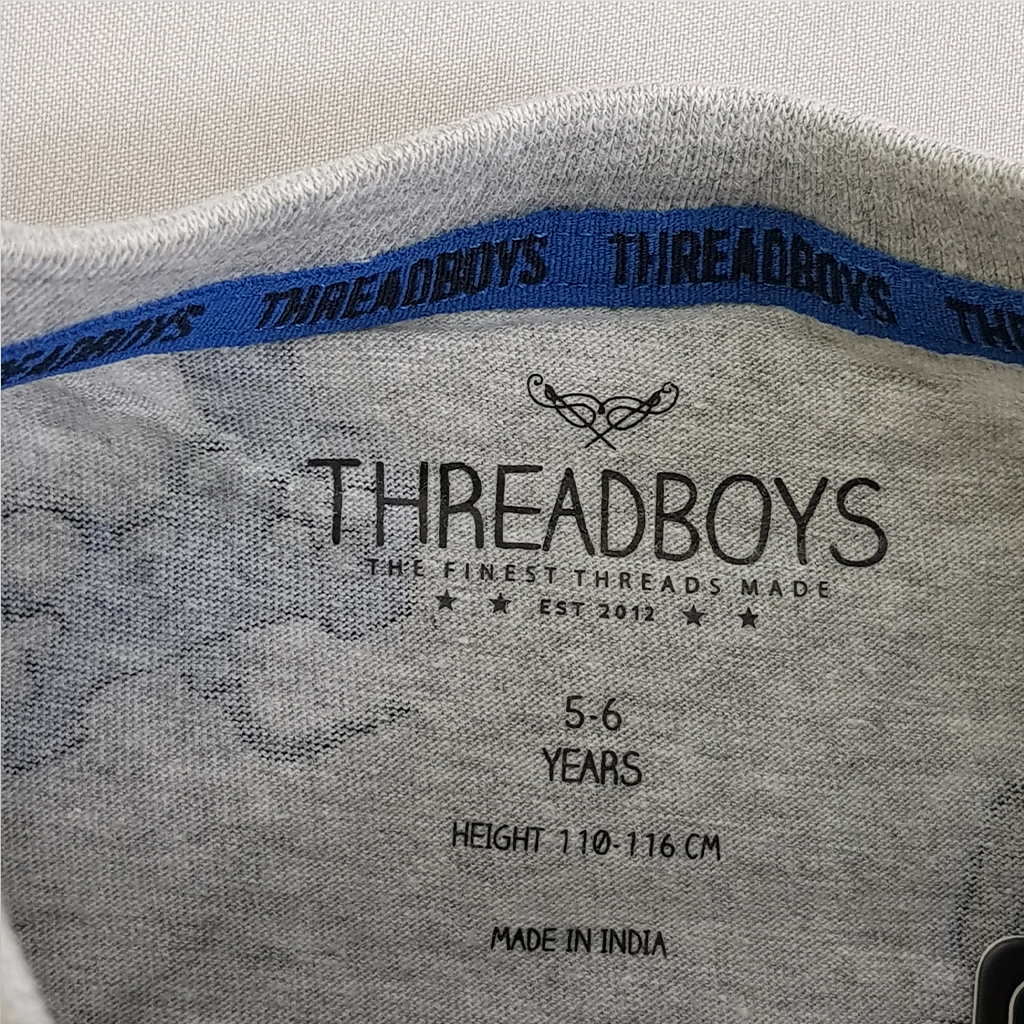 THREADBOYS THREADBOYS
THREADBOYS
THE FINEST THREADS MADE
EST 2012
5-6
YEARS
HEIGHT 110-116 CM
MADE IN INDIA